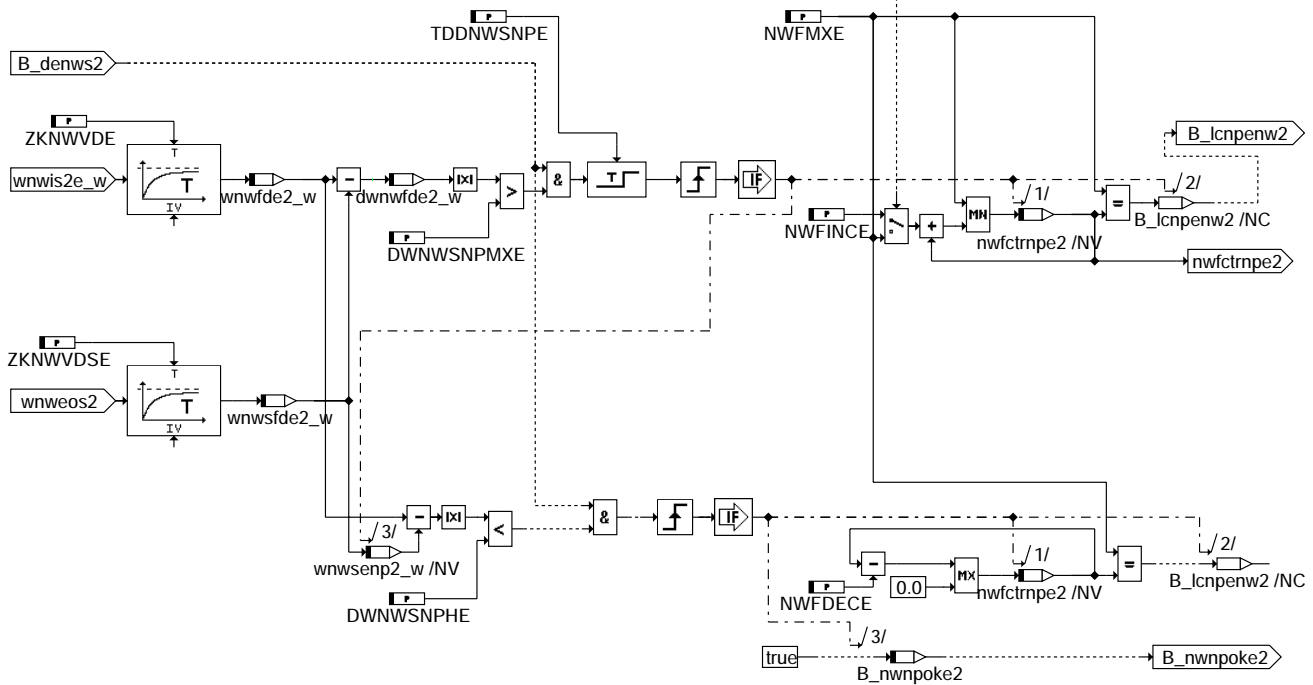 P
TDDNWSNPE
P
NWFMXE
B_denws2
P
ZKNWVDE
B_lcnpenw2
T
T
IV
wnwis2e_w
wnwfde2_w
-
dwnwfde2_w
|X|
>
&
T
IF
/1/
/2/
=
B_lcnpenw2 /NC
P
NWFINCE
+
MN
nwfctrnpe2 /NV
P
DWNWSNPMXE
nwfctrnpe2
P
ZKNWVDSE
T
T
IV
wnweos2
wnwsfde2_w
-
|X|
<
&
IF
/3/
wnwsenp2_w /NV
/1/
/2/
=
B_lcnpenw2 /NC
-
MX
nwfctrnpe2 /NV
P
NWFDECE
0.0
P
DWNWSNPHE
/3/
true
B_nwnpoke2
B_nwnpoke2